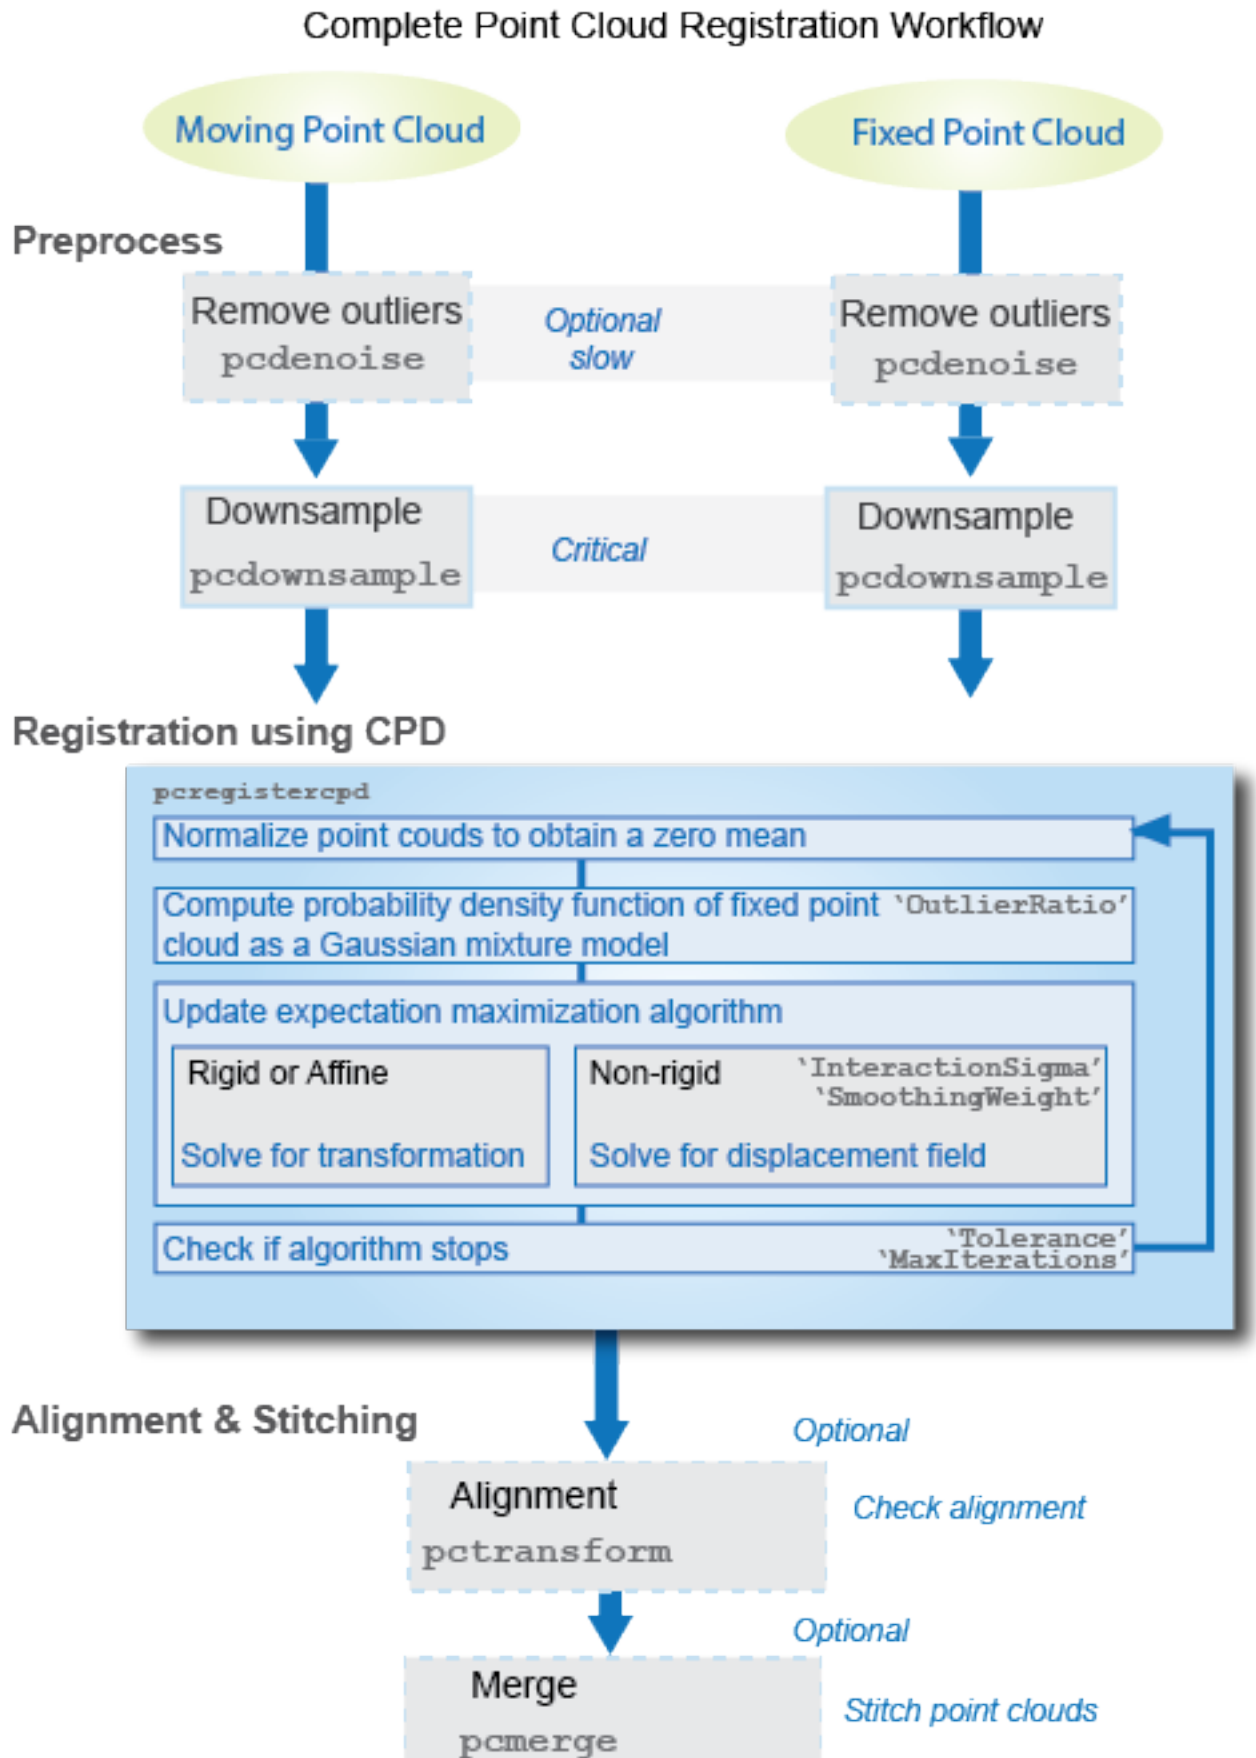 Complete Point Cloud Registration Workflow
Moving Point Cloud
Fixed Point Cloud
Preprocess
Remove outliers
pcdenoise
Optional
slow
Remove outliers
pcdenoise
Downsample
pcdownsample
Critical
Downsample
pcdownsample
Registration using CPD
pcregistercpd
Normalize point couds to obtain a zero mean
Compute probability density function of fixed point 'OutlierRatio'
cloud as a Gaussian mixture model
Update expectation maximization algorithm
Rigid or Affine
Solve for transformation
Non-rigid
'InteractionSigma'
'SmoothingWeight'
Solve for displacement field
Check if algorithm stops
'Tolerance'
'MaxIterations'
Alignment & Stitching
Optional
Alignment
pctransform
Check alignment
Optional
Merge
pcmerge
Stitch point clouds